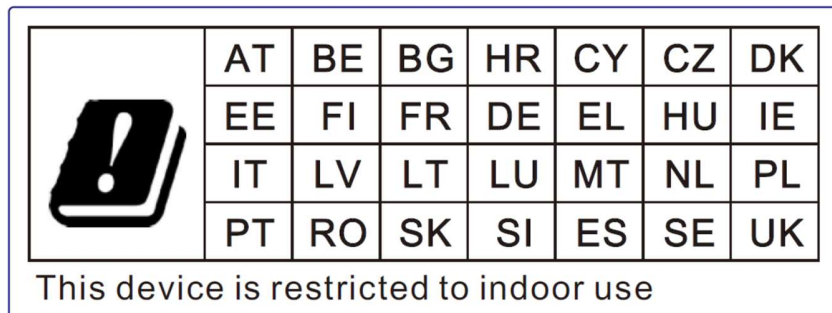 AT BE BG HR CY CZ DK
EE FI FR DE EL HU IE
IT LV LT LU MT NL PL
PT RO SK SI ES SE UK
This device is restricted to indoor use